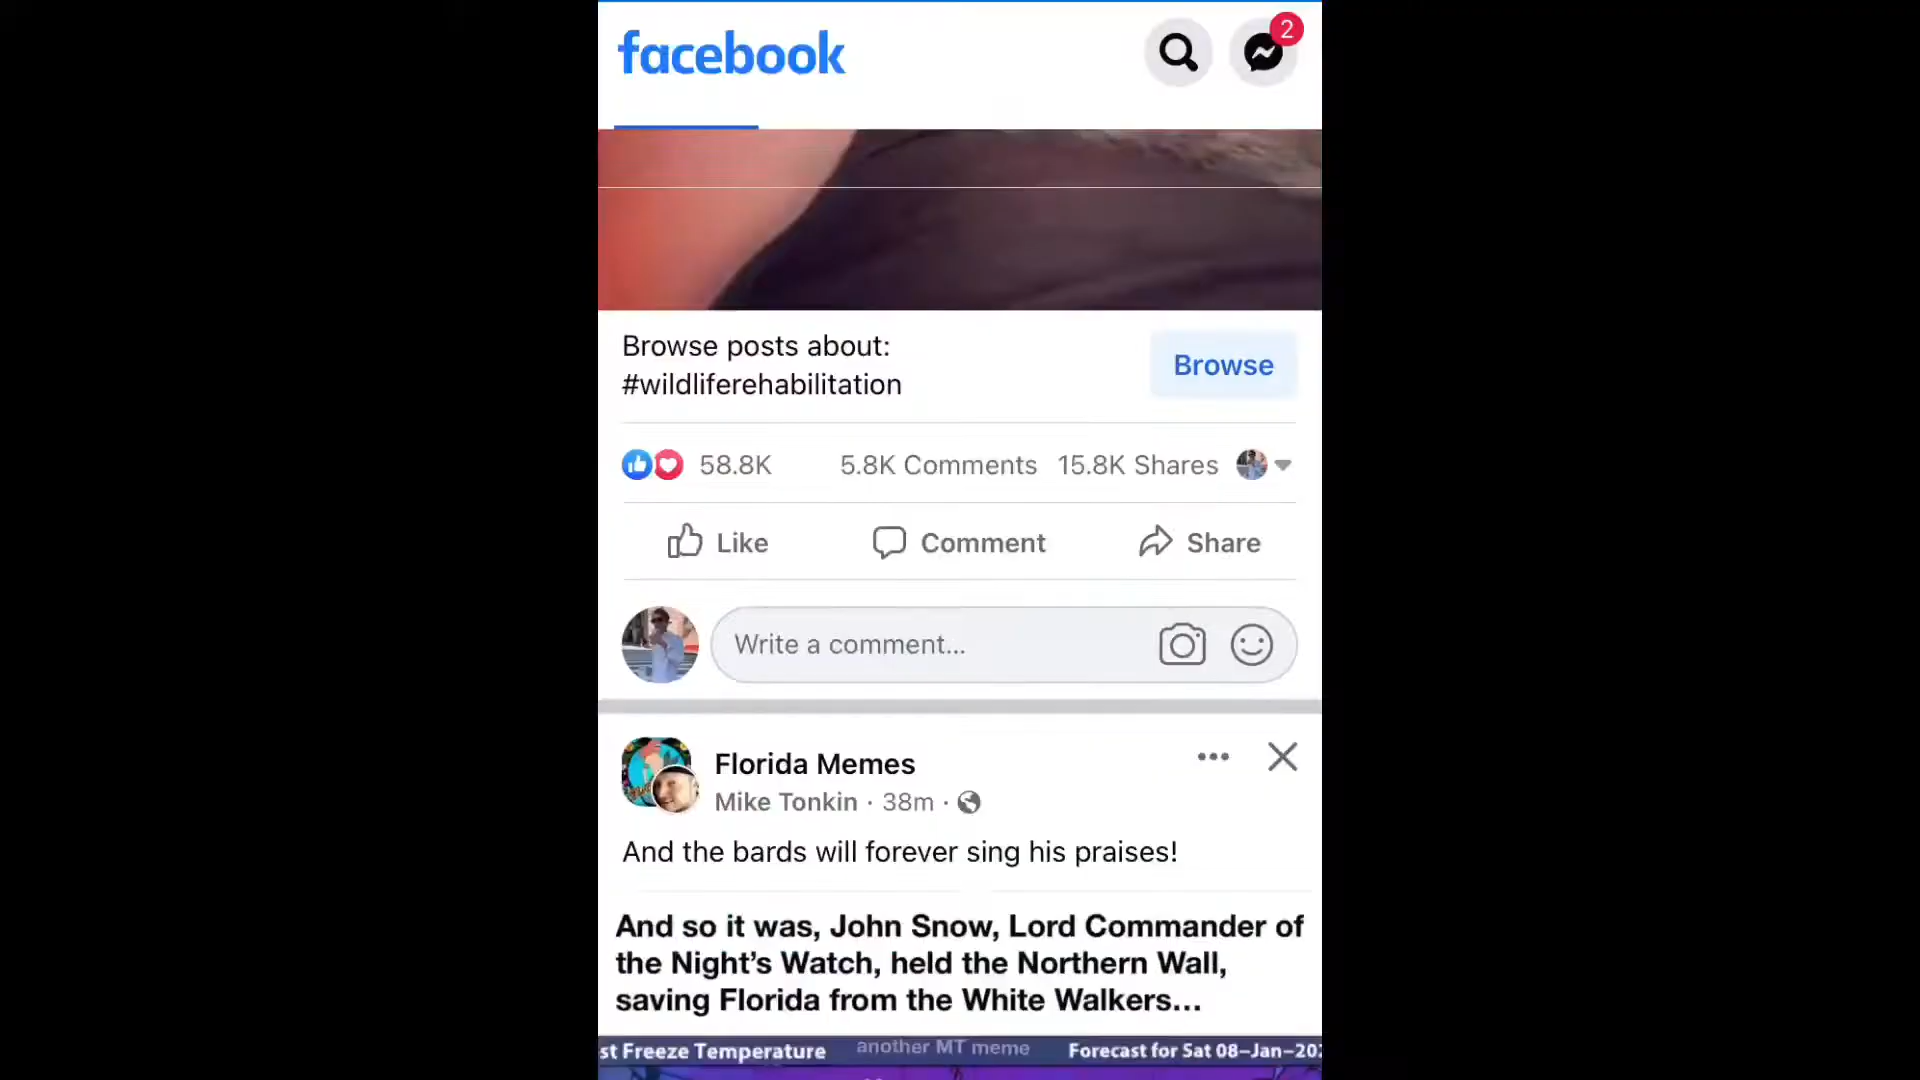 facebook
2
Browse posts about:
#wildliferehabilitation
Browse
58.8K
5.8K Comments
15.8K Shares
Like
Comment
Share
Write a comment...
Florida Memes
Mike Tonkin · 38m ·
And the bards will forever sing his praises!
And so it was, John Snow, Lord Commander of
the Night’s Watch, held the Northern Wall,
saving Florida from the White Walkers...
st Freeze Temperature
another MT meme
Forecast for Sat 08-Jan-202